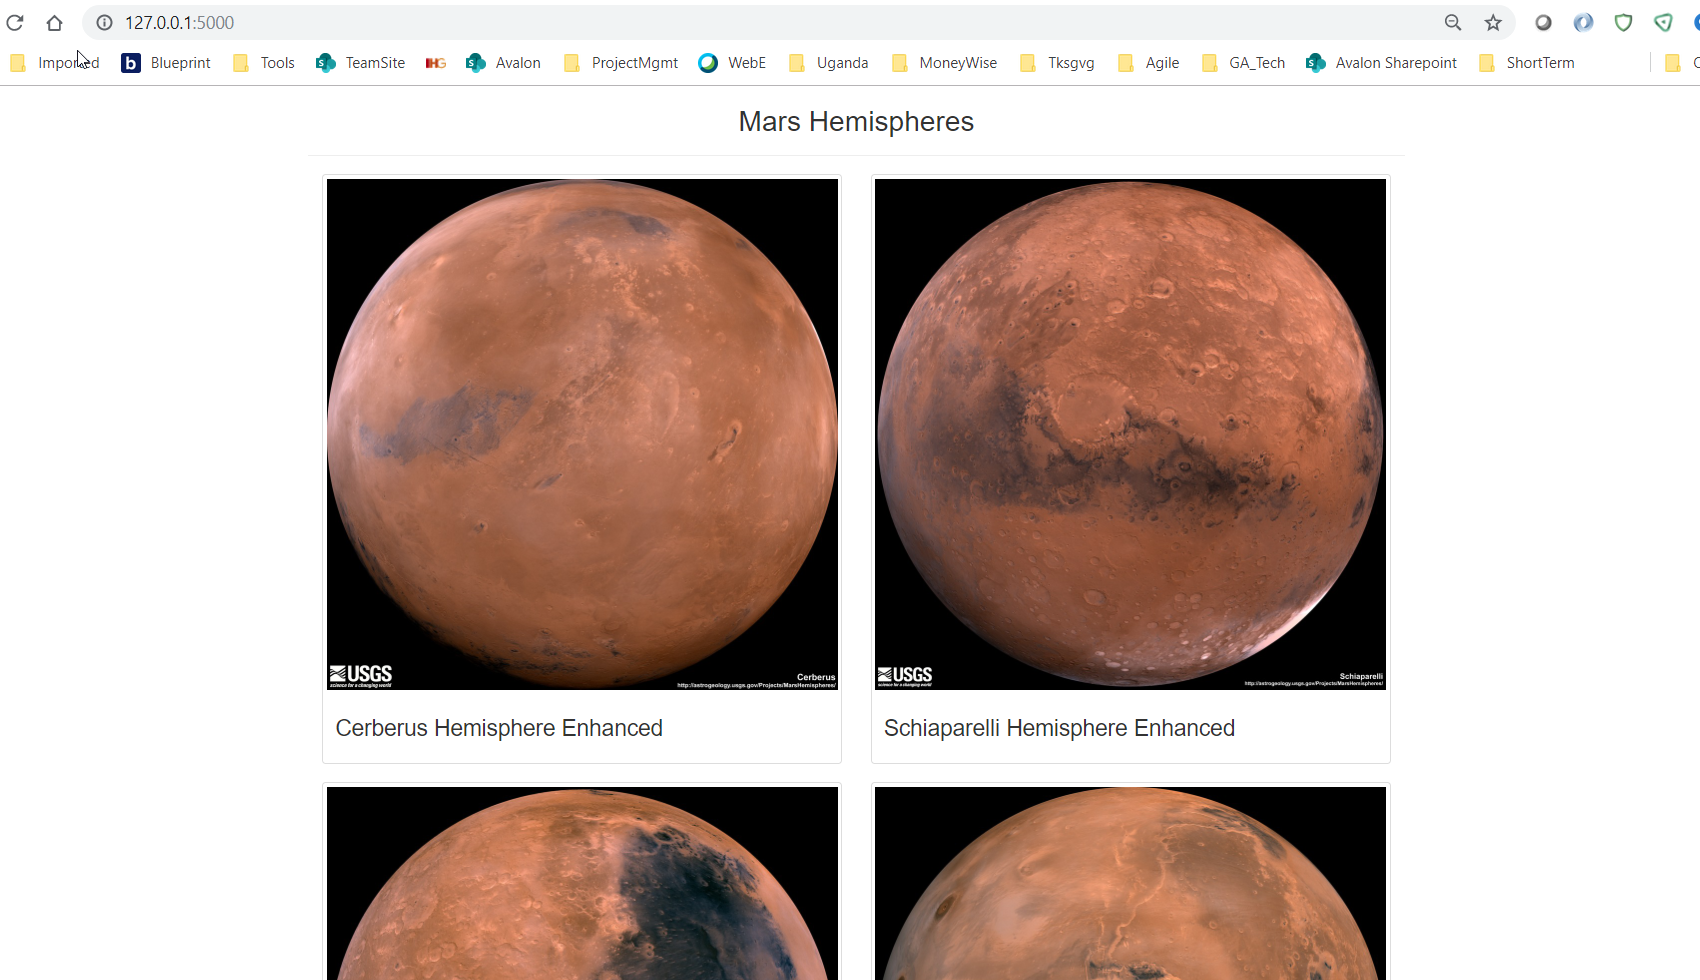 127.0.0.1:5000
Imported Blueprint Tools TeamSite IHG Avalon ProjectMgmt WebE Uganda MoneyWise Tksgvg Agile GA_Tech Avalon Sharepoint ShortTerm
Mars Hemispheres
USGS
science for a changing world
Cerberus
http://astrogeology.usgs.gov/Projects/MarsHemispheres/
USGS
science for a changing world
Schiaparelli
http://astrogeology.usgs.gov/Projects/MarsHemispheres/
Cerberus Hemisphere Enhanced
Schiaparelli Hemisphere Enhanced